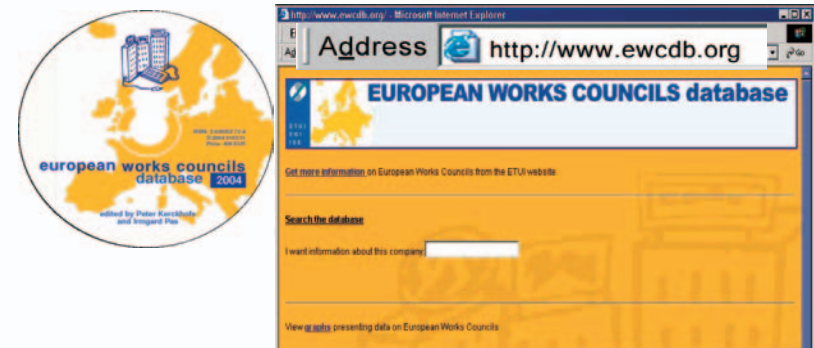 european works councils
database 2004
edited by Peter Kerckhofs
and Irmgard Pas
http://www.ewcdb.org/ - Microsoft Internet Explorer
Address http://www.ewcdb.org
Go
EUROPEAN WORKS COUNCILS database
ETUI
Get more information on European Works Councils from the ETUI website
Search the database
I want information about this company:
View graphs presenting data on European Works Councils